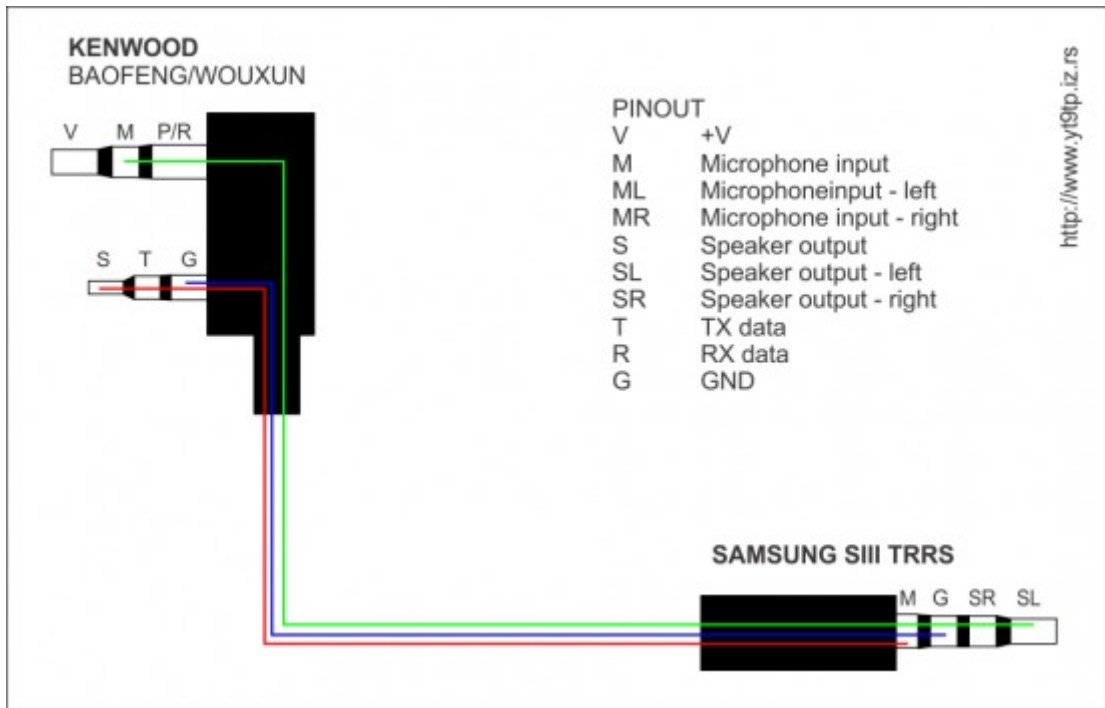 KENWOOD
BAOFENG/WOUXUN
V M P/R
S T G
PINOUT
V +V
M Microphone input
ML Microphoneinput - left
MR Microphone input - right
S Speaker output
SL Speaker output - left
SR Speaker output - right
T TX data
R RX data
G GND
http://www.yt9tp.iz.rs
SAMSUNG SIII TRRS
M G SR SL